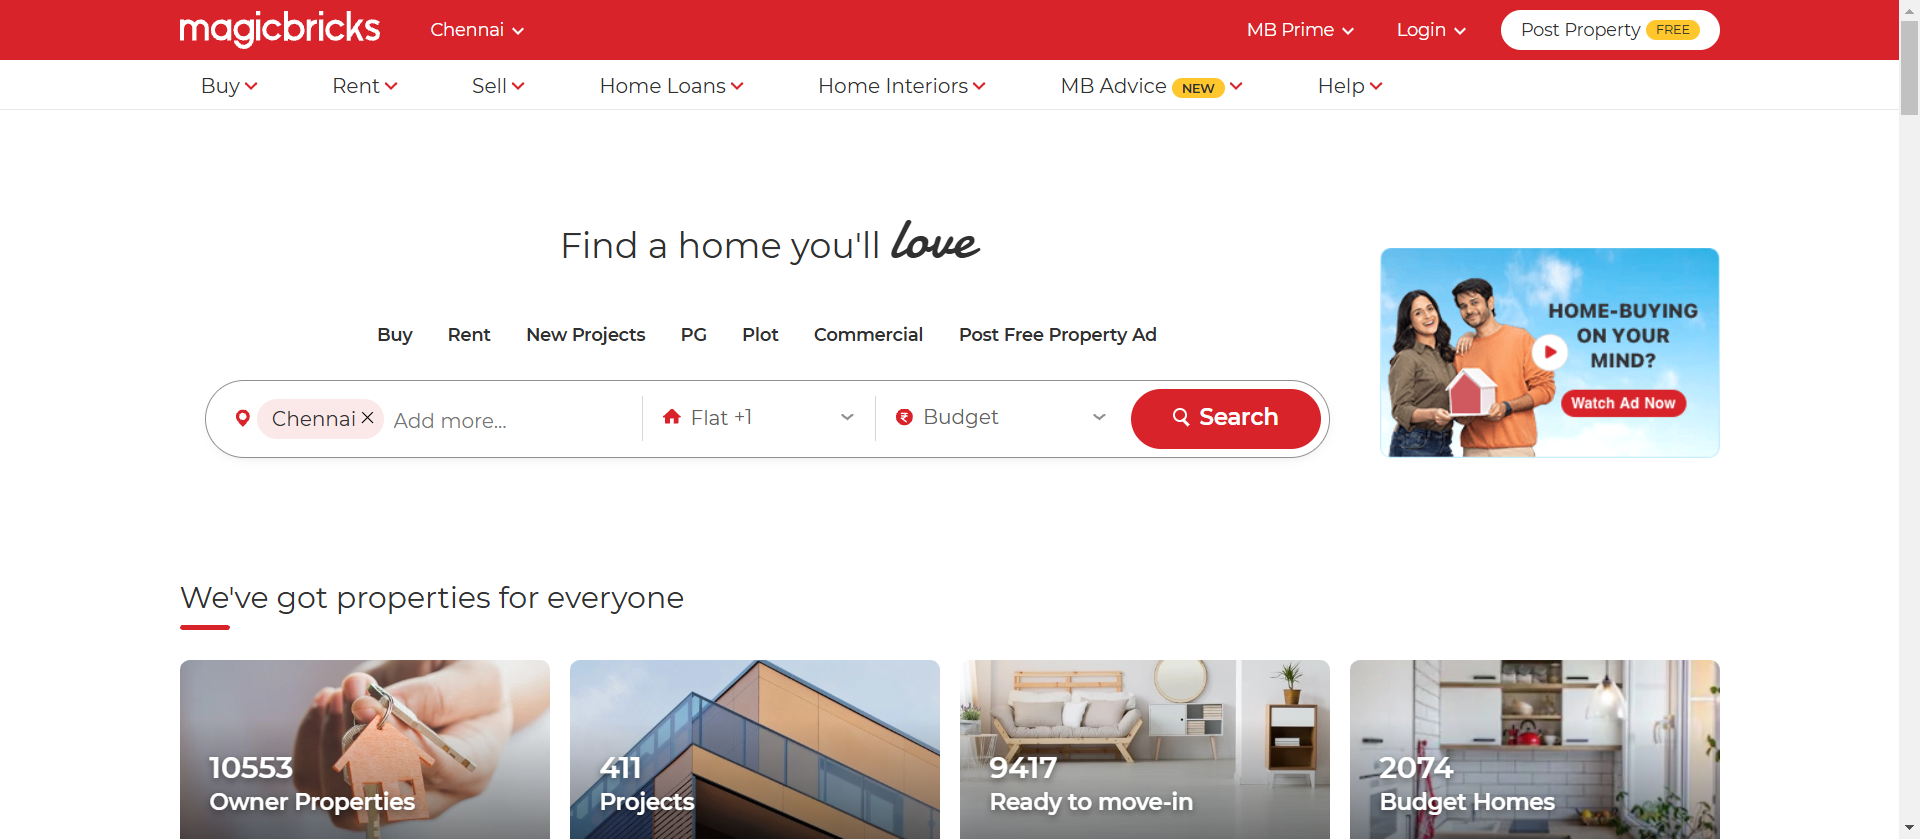 magicbricks Chennai MB Prime Login Post Property FREE
Buy Rent Sell Home Loans Home Interiors MB Advice NEW Help
Find a home you'll love
Buy Rent New Projects PG Plot Commercial Post Free Property Ad
Chennai Add more... Flat +1 Budget Search
HOME-BUYING
ON YOUR
MIND?
Watch Ad Now
We've got properties for everyone
10553
Owner Properties
411
Projects
9417
Ready to move-in
2074
Budget Homes